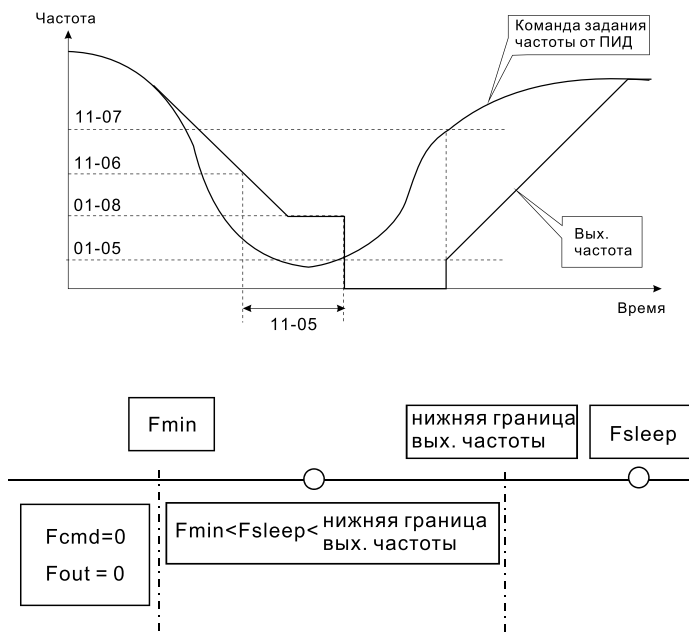 Частота
Команда задания
частоты от ПИД
11-07
11-06
01-08
01-05
Вых.
частота
Время
11-05
Fmin
нижняя граница
вых. частоты
Fsleep
Fcmd=0
Fout = 0
Fmin<Fsleep< нижняя граница
вых. частоты